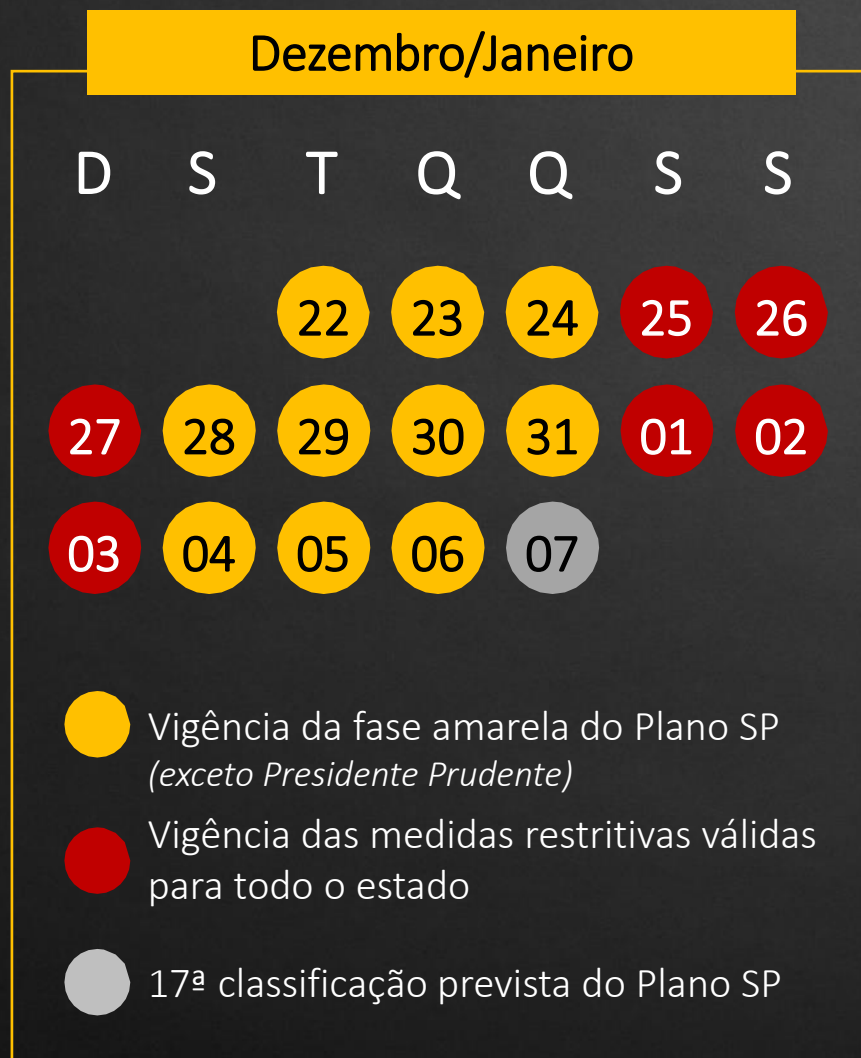 Dezembro/Janeiro
D S T Q Q S S
22 23 24 25 26
27 28 29 30 31 01 02
03 04 05 06 07
Vigência da fase amarela do Plano SP
(exceto Presidente Prudente)
Vigência das medidas restritivas válidas
para todo o estado
17ª classificação prevista do Plano SP